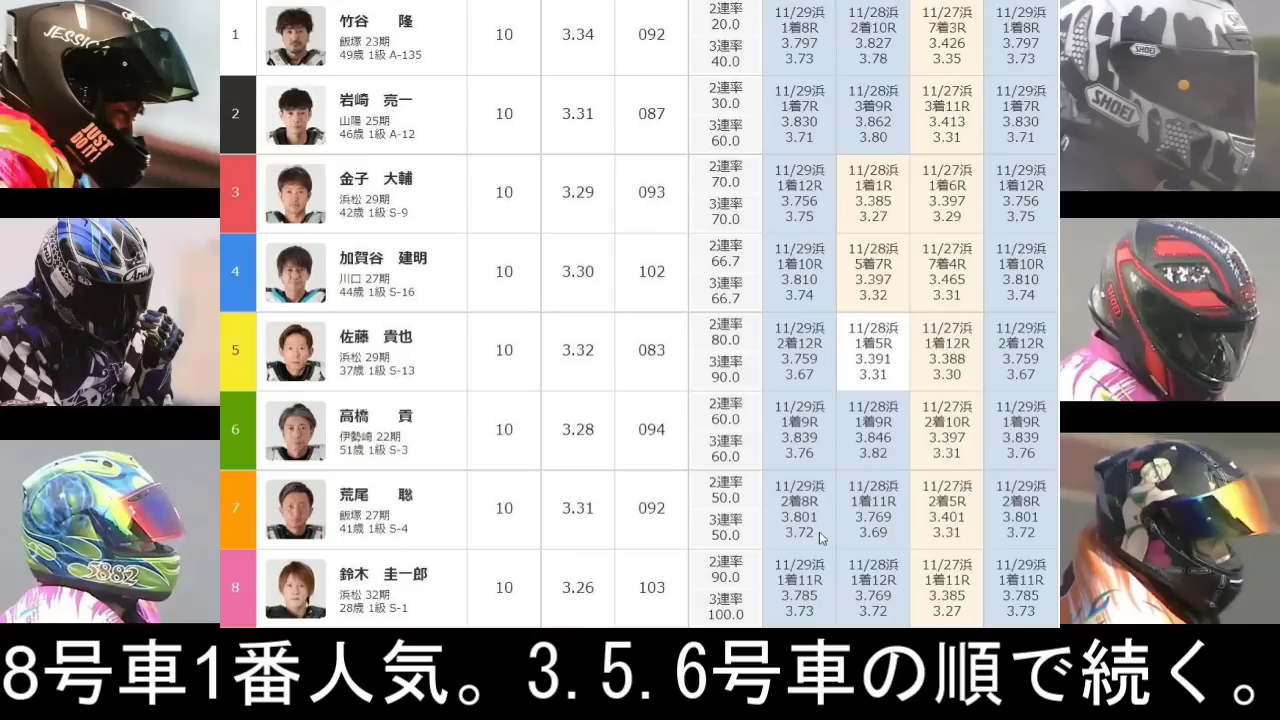 JESSICA
JUST
DO IT!
Arai
5882
SHOEI
SHOEI
SHOEI
1
竹谷 隆
飯塚 23期
49歳 1級 A-135
10
3.34
092
2連率
20.0
3連率
40.0
11/29浜
1着8R
3.797
3.73
11/28浜
2着10R
3.827
3.78
11/27浜
7着3R
3.426
3.35
11/29浜
1着8R
3.797
3.73
2
岩崎 亮一
山陽 25期
46歳 1級 A-12
10
3.31
087
2連率
30.0
3連率
60.0
11/29浜
1着7R
3.830
3.71
11/28浜
3着9R
3.862
3.80
11/27浜
3着11R
3.413
3.31
11/29浜
1着7R
3.830
3.71
3
金子 大輔
浜松 29期
42歳 1級 S-9
10
3.29
093
2連率
70.0
3連率
70.0
11/29浜
1着12R
3.756
3.75
11/28浜
1着1R
3.385
3.27
11/27浜
1着6R
3.397
3.29
11/29浜
1着12R
3.756
3.75
4
加賀谷 建明
川口 27期
44歳 1級 S-16
10
3.30
102
2連率
66.7
3連率
66.7
11/29浜
1着10R
3.810
3.74
11/28浜
5着7R
3.397
3.32
11/27浜
7着4R
3.465
3.31
11/29浜
1着10R
3.810
3.74
5
佐藤 貴也
浜松 29期
37歳 1級 S-13
10
3.32
083
2連率
80.0
3連率
90.0
11/29浜
2着12R
3.759
3.67
11/28浜
1着5R
3.391
3.31
11/27浜
1着12R
3.388
3.30
11/29浜
2着12R
3.759
3.67
6
高橋 貢
伊勢崎 22期
51歳 1級 S-3
10
3.28
094
2連率
60.0
3連率
60.0
11/29浜
1着9R
3.839
3.76
11/28浜
1着9R
3.846
3.82
11/27浜
2着10R
3.397
3.31
11/29浜
1着9R
3.839
3.76
7
荒尾 聡
飯塚 27期
41歳 1級 S-4
10
3.31
092
2連率
50.0
3連率
50.0
11/29浜
2着8R
3.801
3.72
11/28浜
1着11R
3.769
3.69
11/27浜
2着5R
3.401
3.31
11/29浜
2着8R
3.801
3.72
8
鈴木 圭一郎
浜松 32期
28歳 1級 S-1
10
3.26
103
2連率
90.0
3連率
100.0
11/29浜
1着11R
3.785
3.73
11/28浜
1着12R
3.769
3.72
11/27浜
1着11R
3.385
3.27
11/29浜
1着11R
3.785
3.73
8号車1番人気。3.5.6号車の順で続く。